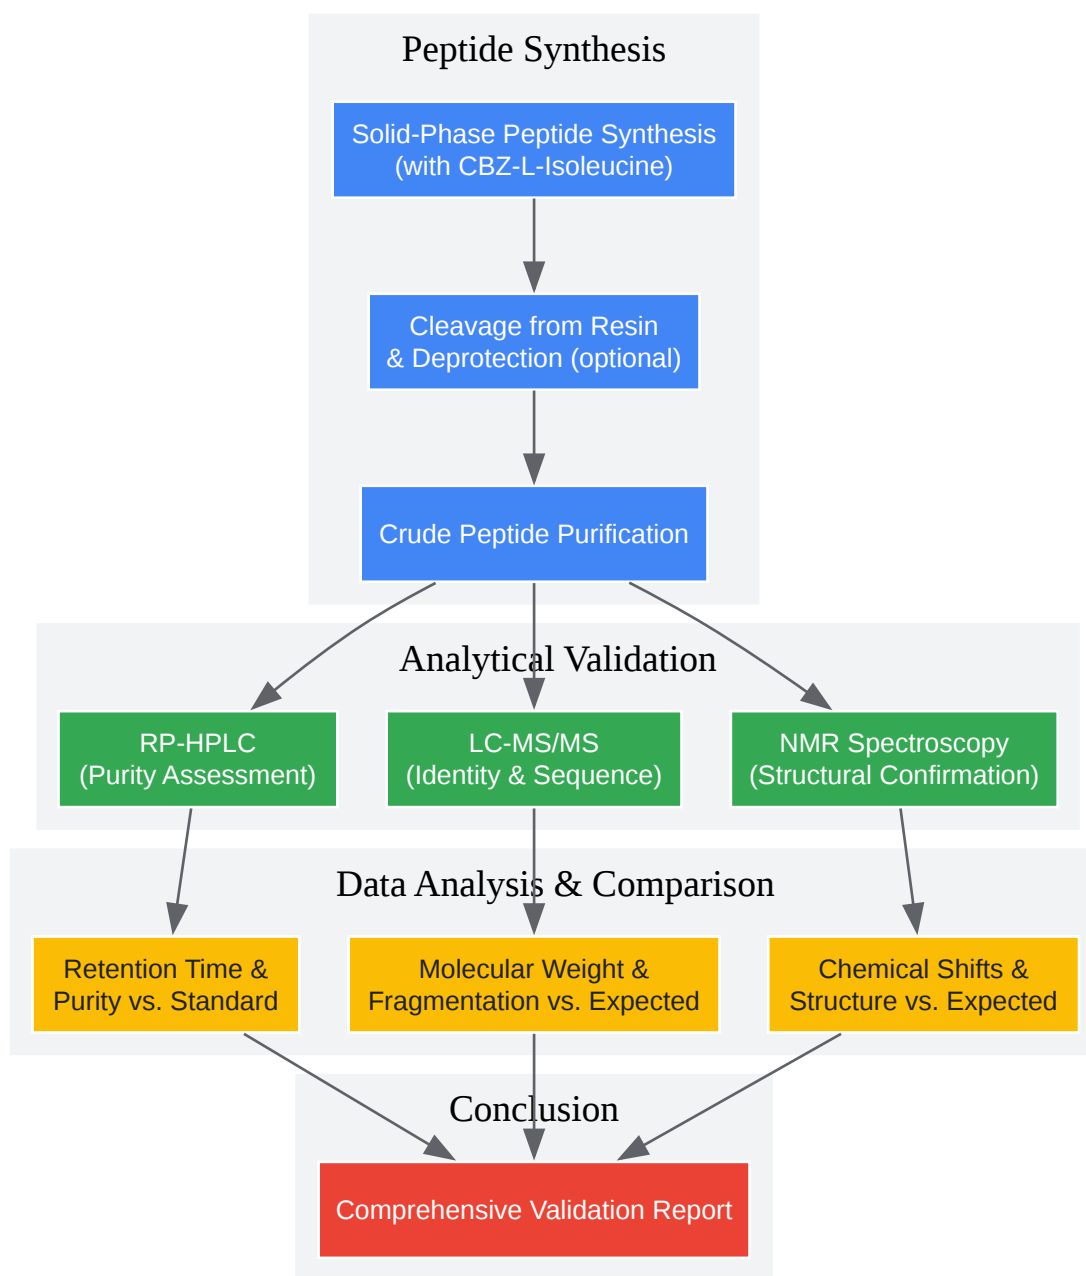 Peptide Synthesis
Solid-Phase Peptide Synthesis
(with CBZ-L-Isoleucine)
Cleavage from Resin
& Deprotection (optional)
Crude Peptide Purification
Analytical Validation
RP-HPLC
(Purity Assessment)
LC-MS/MS
(Identity & Sequence)
NMR Spectroscopy
(Structural Confirmation)
Data Analysis & Comparison
Retention Time &
Purity vs. Standard
Molecular Weight &
Fragmentation vs. Expected
Chemical Shifts &
Structure vs. Expected
Conclusion
Comprehensive Validation Report